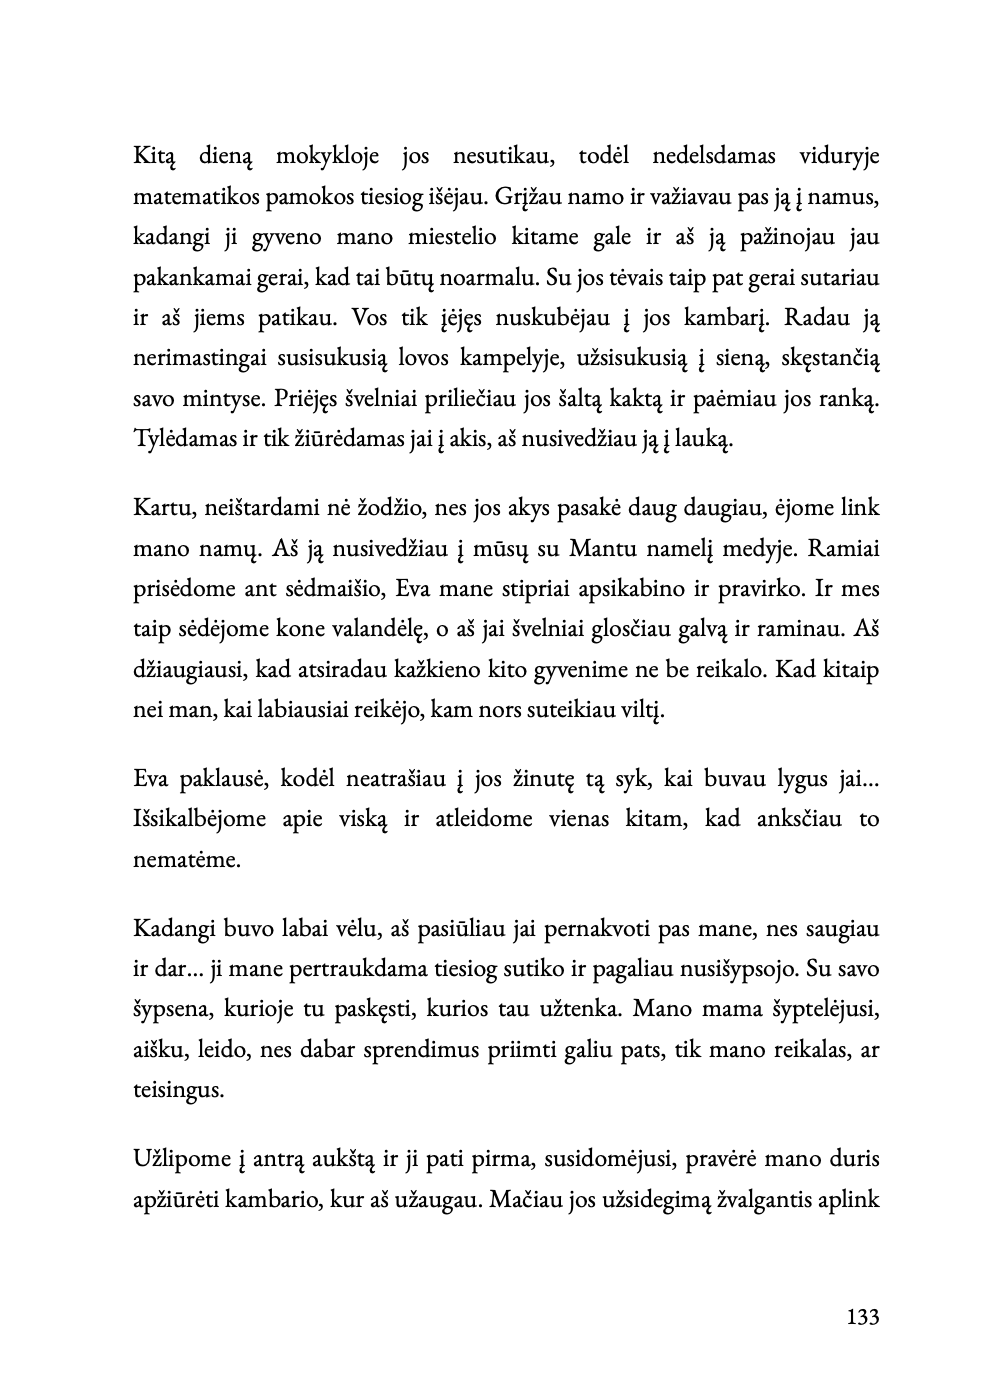 Kitą dieną mokykloje jos nesutikau, todėl nedelsdamas viduryje
matematikos pamokos tiesiog išėjau. Grįžau namo ir važiavau pas ją į namus,
kadangi ji gyveno mano miestelio kitame gale ir aš ją pažinojau jau
pakankamai gerai, kad tai būtų noarmalu. Su jos tėvais taip pat gerai sutariau
ir aš jiems patikau. Vos tik įėjęs nuskubėjau į jos kambarį. Radau ją
nerimastingai susisukusią lovos kampelyje, užsisukusią į sieną, skęstančią
savo mintyse. Priėjęs švelniai priliečiau jos šaltą kaktą ir paėmiau jos ranką.
Tylėdamas ir tik žiūrėdamas jai į akis, aš nusivedžiau ją į lauką.
Kartu, neištardami nė žodžio, nes jos akys pasakė daug daugiau, ėjome link
mano namų. Aš ją nusivedžiau į mūsų su Mantu namelį medyje. Ramiai
prisėdome ant sėdmaišio, Eva mane stipriai apsikabino ir pravirko. Ir mes
taip sėdėjome kone valandėlę, o aš jai švelniai glosčiau galvą ir raminau. Aš
džiaugiausi, kad atsiradau kažkieno kito gyvenime ne be reikalo. Kad kitaip
nei man, kai labiausiai reikėjo, kam nors suteikiau viltį.
Eva paklausė, kodėl neatrašiau į jos žinutę tą syk, kai buvau lygus jai...
Išsikalbėjome apie viską ir atleidome vienas kitam, kad anksčiau to
nematėme.
Kadangi buvo labai vėlu, aš pasiūliau jai pernakvoti pas mane, nes saugiau
ir dar... ji mane pertraukdama tiesiog sutiko ir pagaliau nusišypsojo. Su savo
šypsena, kurioje tu paskęsti, kurios tau užtenka. Mano mama šyptelėjusi,
aišku, leido, nes dabar sprendimus priimti galiu pats, tik mano reikalas, ar
teisingus.
Užlipome į antrą aukštą ir ji pati pirma, susidomėjusi, pravėrė mano duris
apžiūrėti kambario, kur aš užaugau. Mačiau jos užsidegimą žvalgantis aplink
133